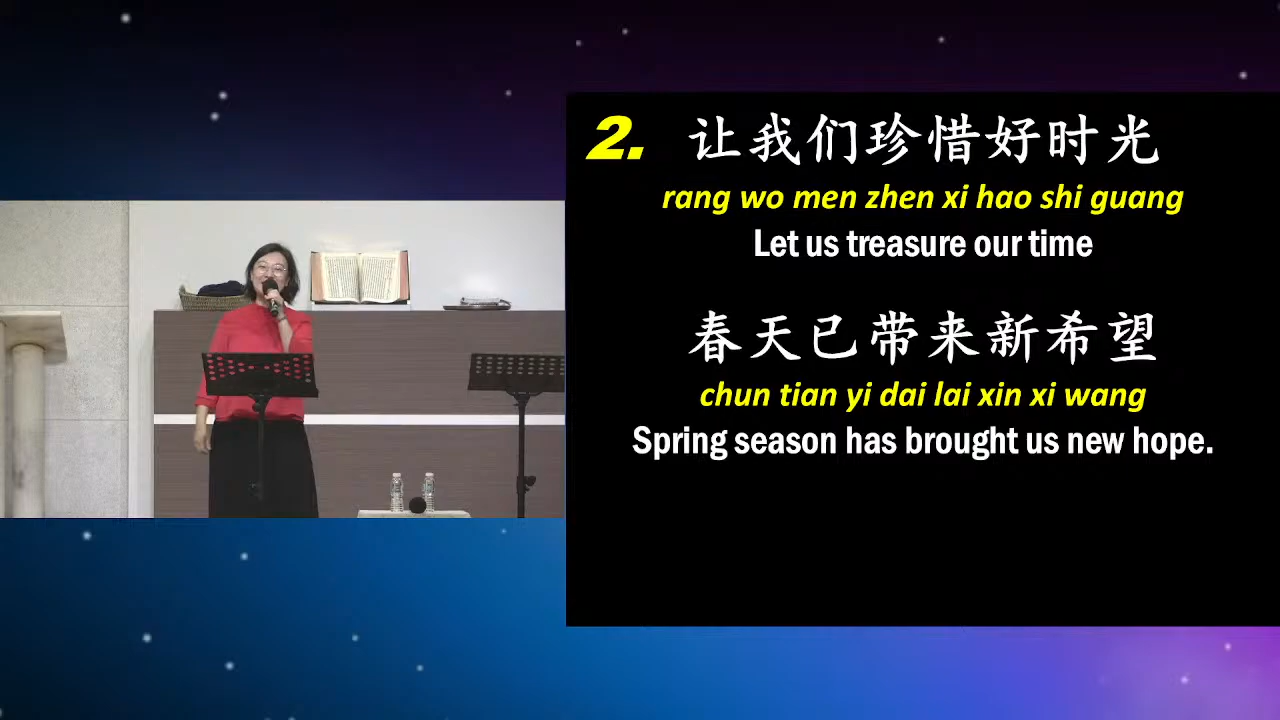 2. 让我们珍惜好时光
rang wo men zhen xi hao shi guang
Let us treasure our time
春天已带来新希望
chun tian yi dai lai xin xi wang
Spring season has brought us new hope.